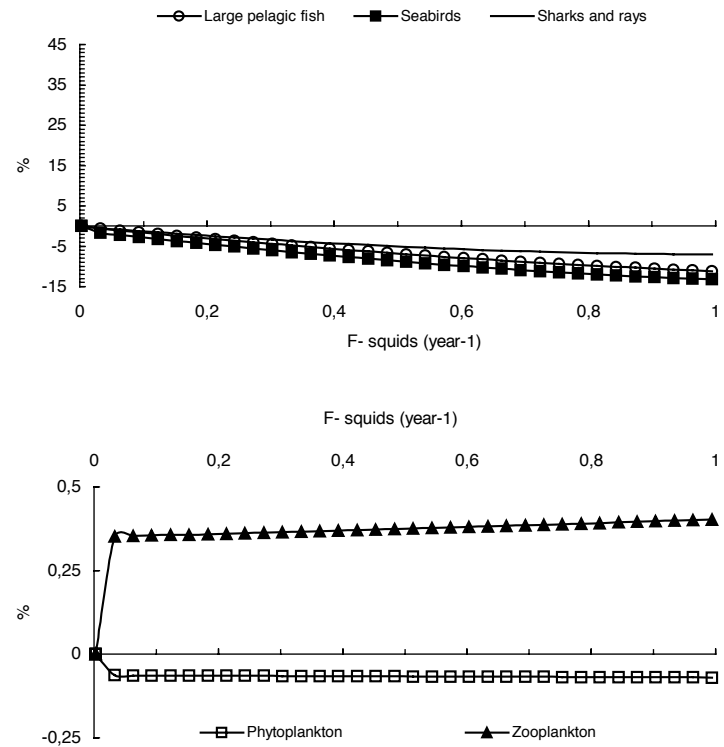 Large pelagic fish Seabirds Sharks and rays
45
35
25
15
5
-5
-15
%
0 0,2 0,4 0,6 0,8 1
F- squids (year-1)
F- squids (year-1)
0 0,2 0,4 0,6 0,8 1
0,5
0,25
0
-0,25
%
Phytoplankton Zooplankton